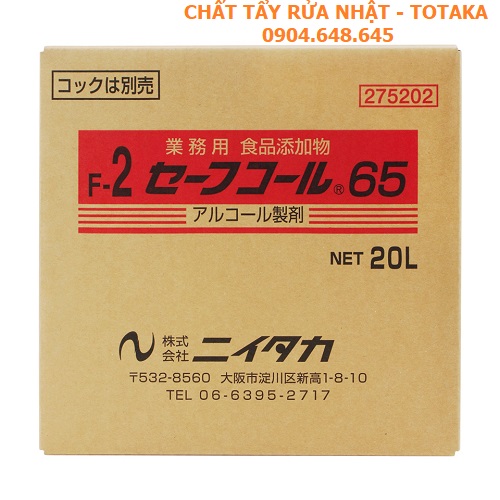 CHẤT TẨY RỬA NHẬT - TOTAKA
0904.648.645
コックは別売
275202
業務用 食品添加物
F-2 セーフコール® 65
アルコール製剤
NET 20L
株式会社 ニイタカ
〒532-8560 大阪市淀川区新高1-8-10
TEL 06-6395-2717